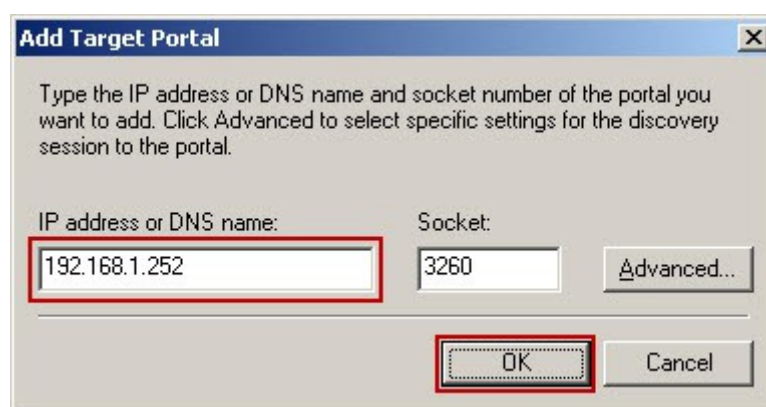 Add Target Portal
Type the IP address or DNS name and socket number of the portal you
want to add. Click Advanced to select specific settings for the discovery
session to the portal.
IP address or DNS name:
Socket:
192.168.1.252
3260
Advanced...
OK
Cancel